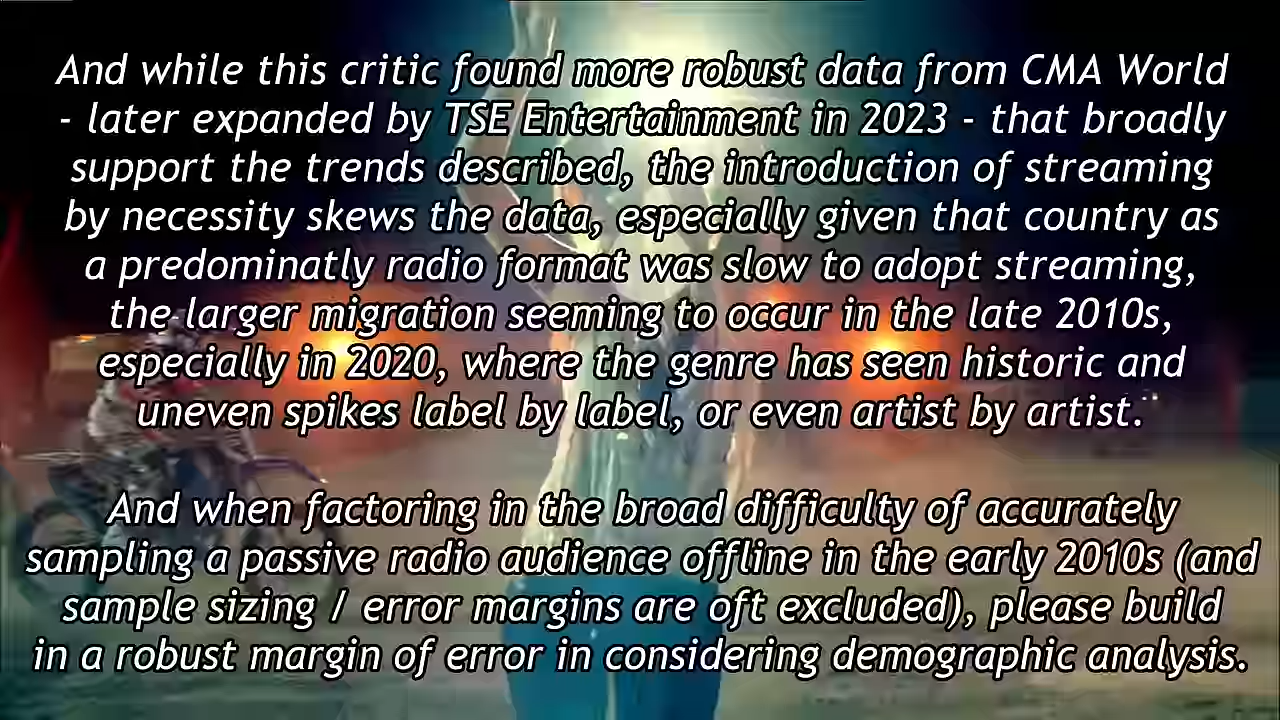 And while this critic found more robust data from CMA World
- later expanded by TSE Entertainment in 2023 - that broadly
support the trends described, the introduction of streaming
by necessity skews the data, especially given that country as
a predominatly radio format was slow to adopt streaming,
the larger migration seeming to occur in the late 2010s,
especially in 2020, where the genre has seen historic and
uneven spikes label by label, or even artist by artist.
And when factoring in the broad difficulty of accurately
sampling a passive radio audience offline in the early 2010s (and
sample sizing / error margins are oft excluded), please build
in a robust margin of error in considering demographic analysis.